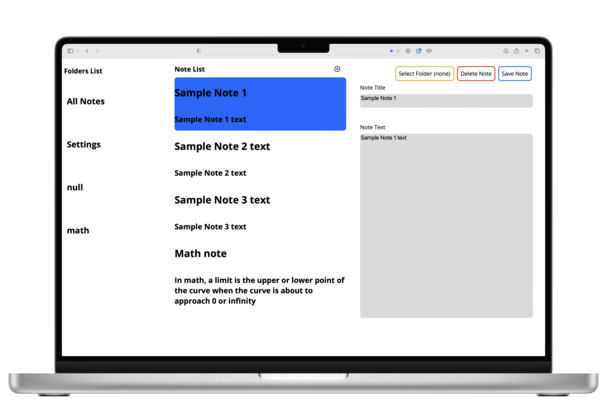 Folders List
All Notes
Settings
null
math
Note List
Sample Note 1
Sample Note 1 text
Sample Note 2 text
Sample Note 2 text
Sample Note 3 text
Sample Note 3 text
Math note
In math, a limit is the upper or lower point of
the curve when the curve is about to
approach 0 or infinity
Select Folder (none)
Delete Note
Save Note
Note Title
Sample Note 1
Note Text
Sample Note 1 text